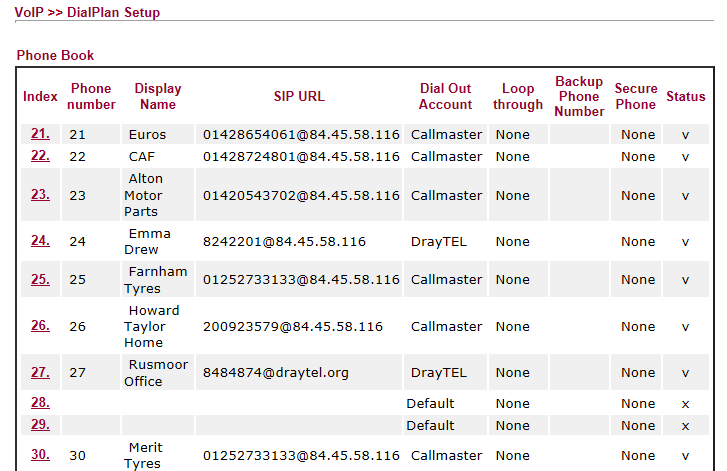 VoIP >> DialPlan Setup
Phone Book
Index Phone number Display Name SIP URL Dial Out Account Loop through Backup Phone Number Secure Phone Status
21. 21 Euros 01428654061@84.45.58.116 Callmaster None None v
22. 22 CAF 01428724801@84.45.58.116 Callmaster None None v
23. 23 Alton Motor Parts 01420543702@84.45.58.116 Callmaster None None v
24. 24 Emma Drew 8242201@84.45.58.116 DrayTEL None None v
25. 25 Farnham Tyres 01252733133@84.45.58.116 Callmaster None None v
26. 26 Howard Taylor Home 200923579@84.45.58.116 Callmaster None None v
27. 27 Rusmoor Office 8484874@draytel.org DrayTEL None None v
28. Default None None x
29. Default None None x
30. 30 Merit Tyres 01252733133@84.45.58.116 Callmaster None None v